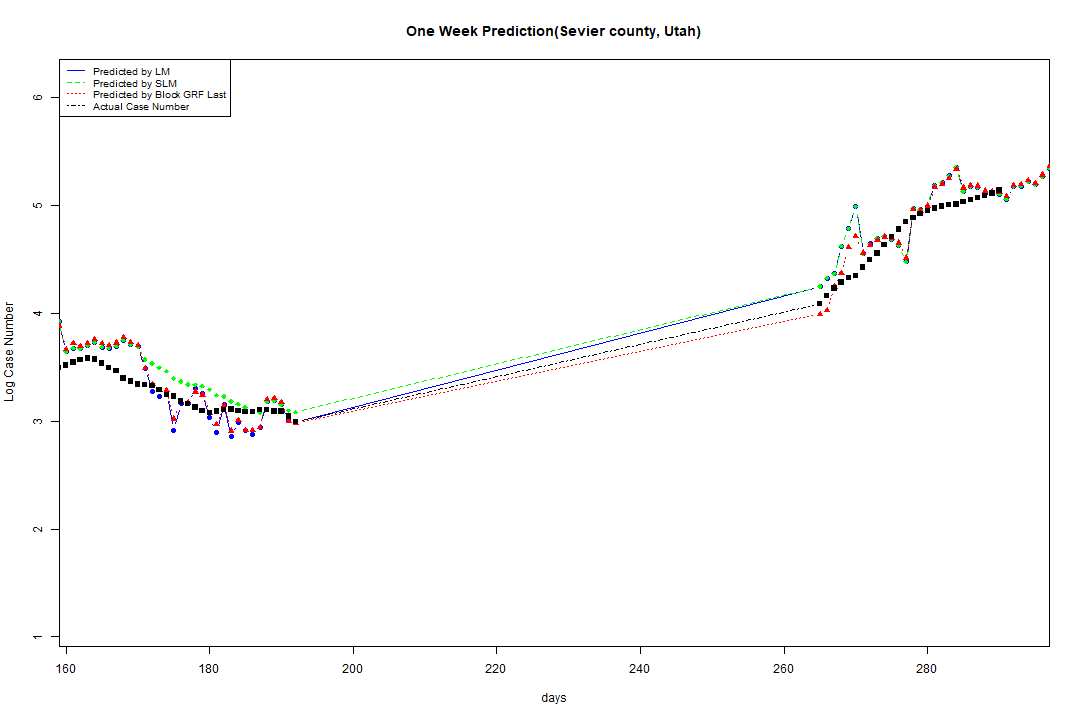 One Week Prediction(Sevier county, Utah)
Predicted by LM
Predicted by SLM
Predicted by Block GRF Last
Actual Case Number
6
5
4
3
2
1
Log Case Number
160 180 200 220 240 260 280
days